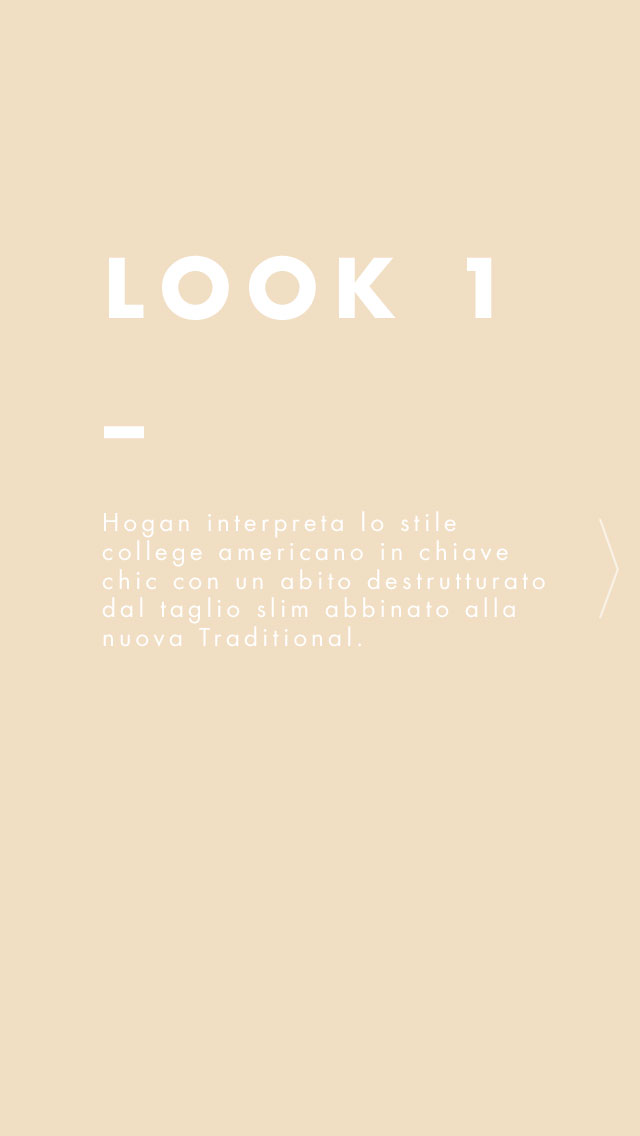 LOOK 1
Hogan interpreta lo stile
college americano in chiave
chic con un abito destrutturato
dal taglio slim abbinato alla
nuova Traditional.